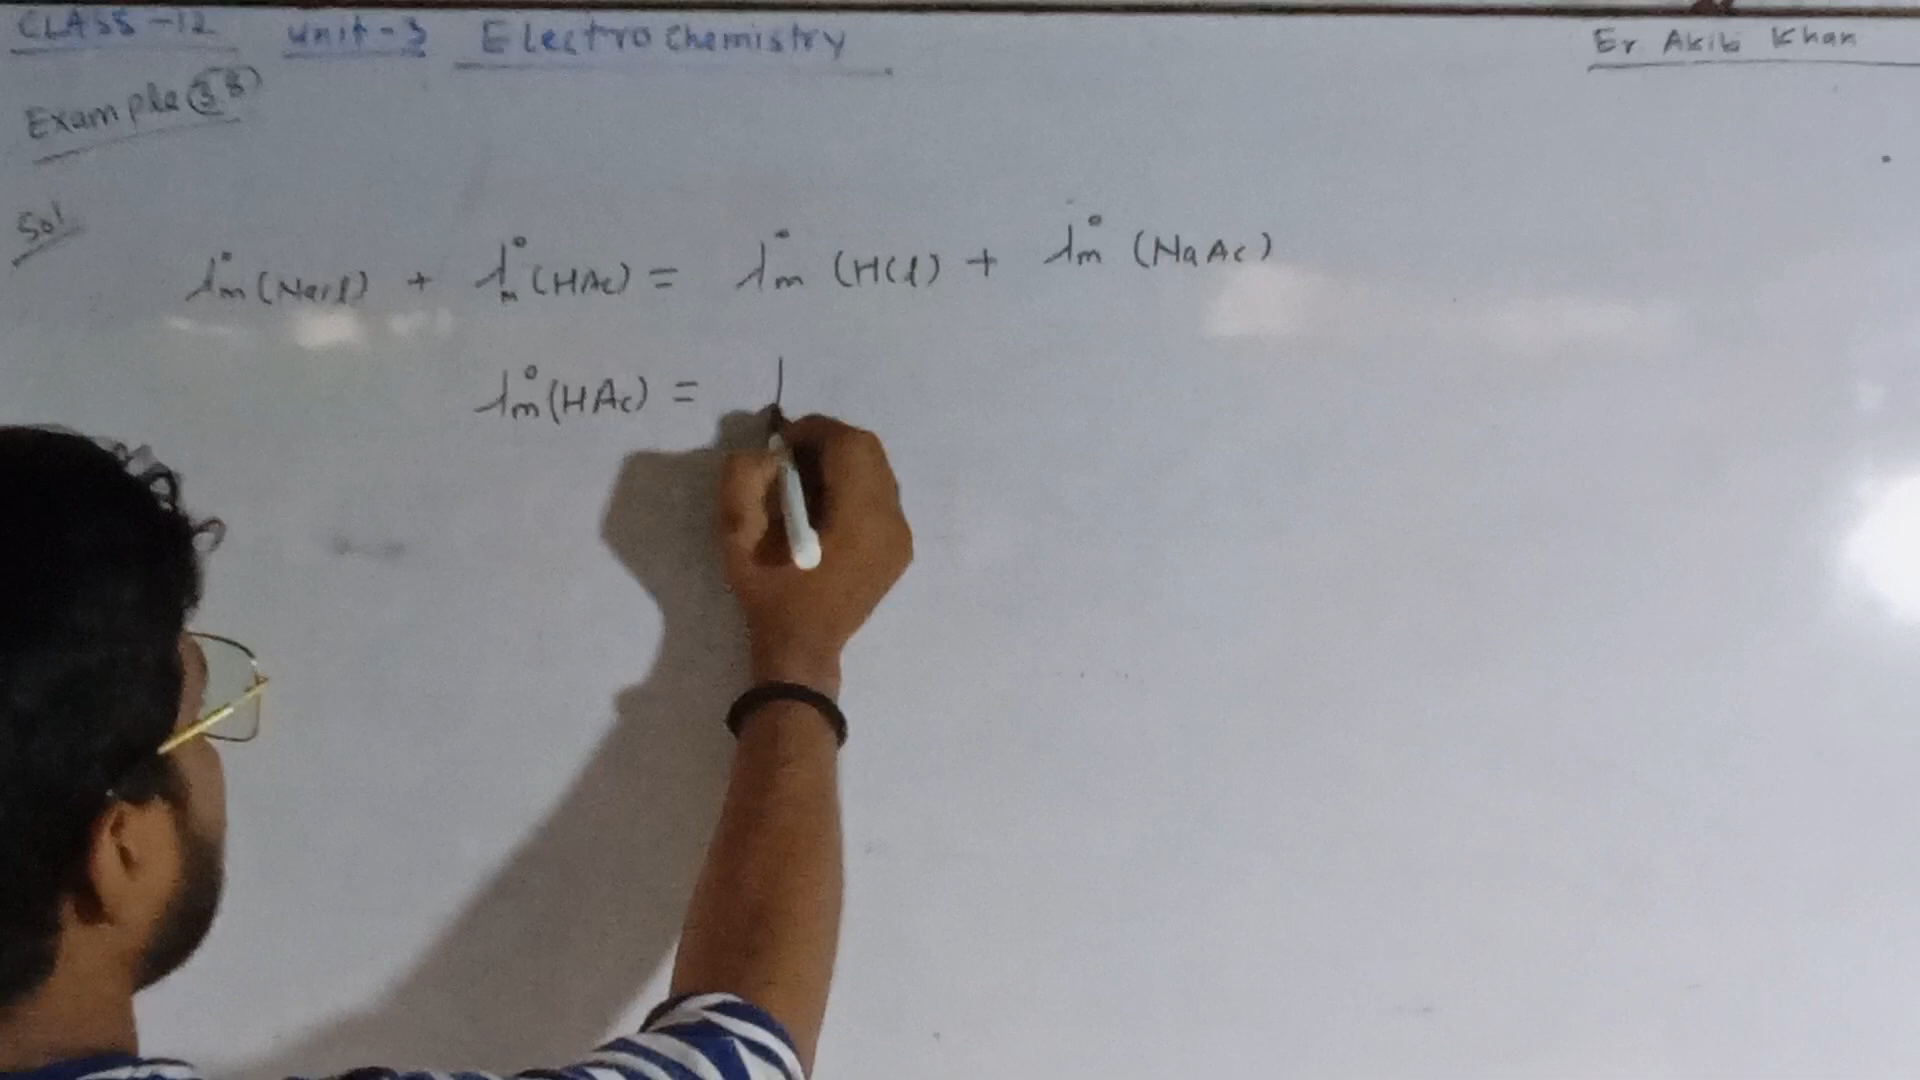 CLASS-12 Unit-3 Electro Chemistry Er Akib Khan
Example 3.8
Sol
λ°m (NaCl) + λ°m (HAc) = λ°m (HCl) + λ°m (NaAc)
λ°m (HAc) =